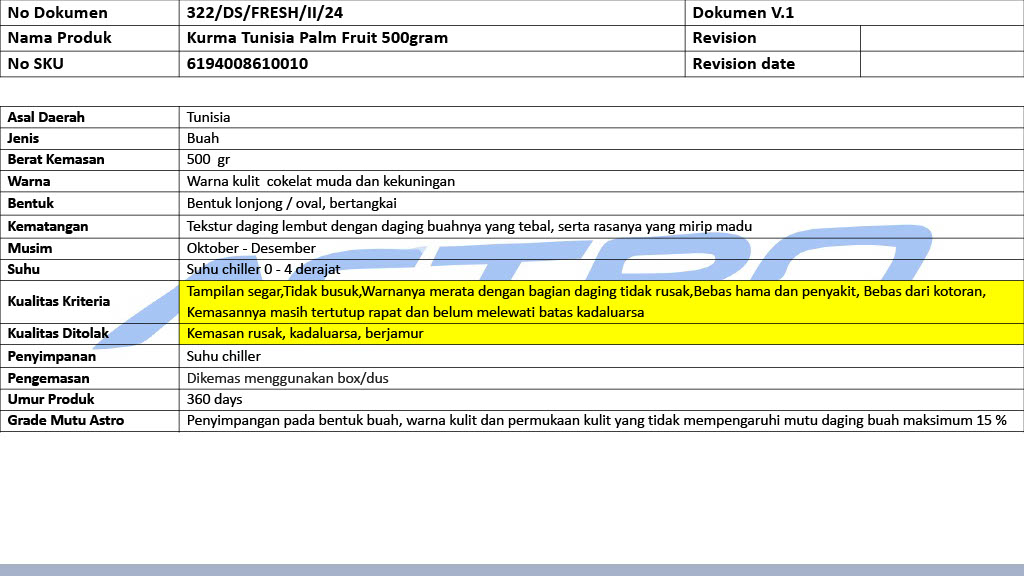 No Dokumen 322/DS/FRESH/II/24 Dokumen V.1
Nama Produk Kurma Tunisia Palm Fruit 500gram Revision
No SKU 6194008610010 Revision date
Asal Daerah Tunisia
Jenis Buah
Berat Kemasan 500 gr
Warna Warna kulit cokelat muda dan kekuningan
Bentuk Bentuk lonjong / oval, bertangkai
Kematangan Tekstur daging lembut dengan daging buahnya yang tebal, serta rasanya yang mirip madu
Musim Oktober - Desember
Suhu Suhu chiller 0 - 4 derajat
Kualitas Kriteria Tampilan segar,Tidak busuk,Warnanya merata dengan bagian daging tidak rusak,Bebas hama dan penyakit, Bebas dari kotoran,
Kemasannya masih tertutup rapat dan belum melewati batas kadaluarsa
Kualitas Ditolak Kemasan rusak, kadaluarsa, berjamur
Penyimpanan Suhu chiller
Pengemasan Dikemas menggunakan box/dus
Umur Produk 360 days
Grade Mutu Astro Penyimpangan pada bentuk buah, warna kulit dan permukaan kulit yang tidak mempengaruhi mutu daging buah maksimum 15 %
ASTRO